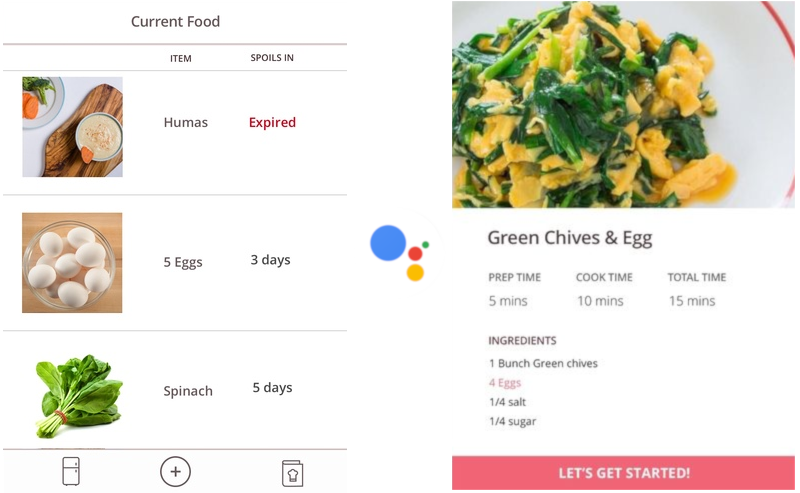 Current Food
ITEM SPOILS IN
Humas Expired
5 Eggs 3 days
Spinach 5 days
Green Chives & Egg
PREP TIME COOK TIME TOTAL TIME
5 mins 10 mins 15 mins
INGREDIENTS
1 Bunch Green chives
4 Eggs
1/4 salt
1/4 sugar
LET'S GET STARTED!